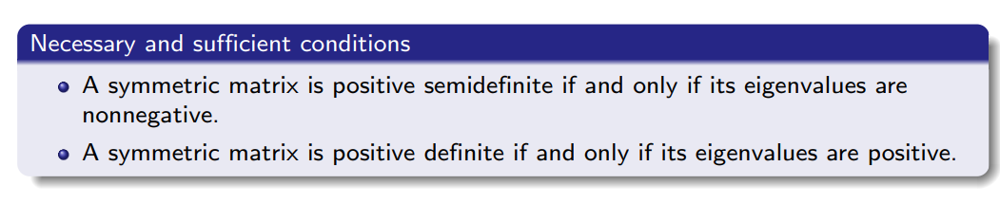 Necessary and sufficient conditions
A symmetric matrix is positive semidefinite if and only if its eigenvalues are
nonnegative.
A symmetric matrix is positive definite if and only if its eigenvalues are positive.